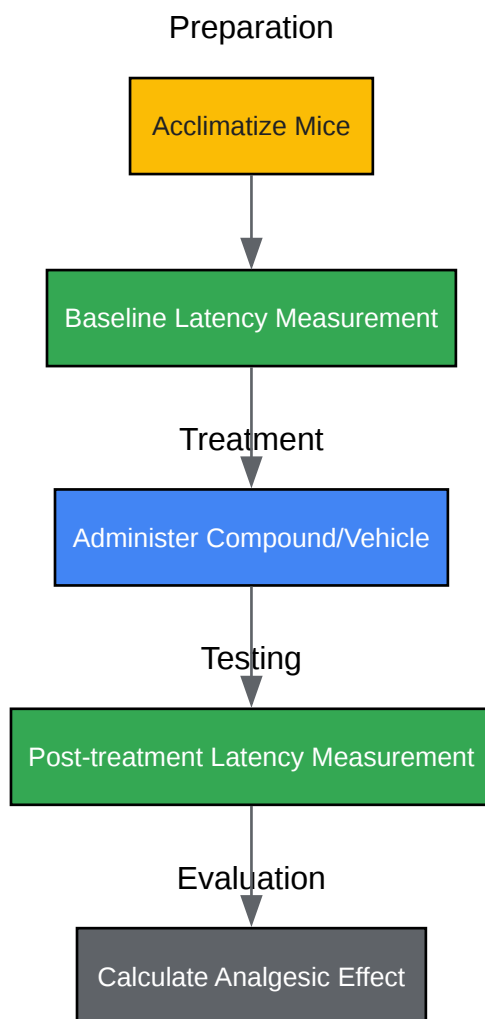 Preparation
Acclimatize Mice
Baseline Latency Measurement
Treatment
Administer Compound/Vehicle
Testing
Post-treatment Latency Measurement
Evaluation
Calculate Analgesic Effect